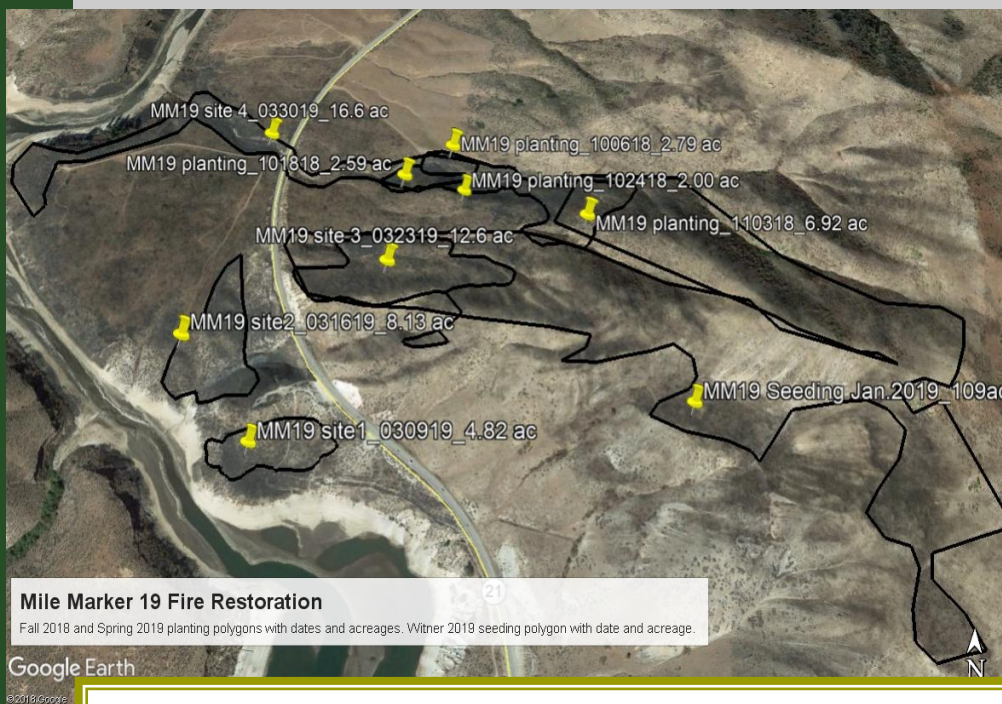 MM19 site 4_033019_16.6 ac
MM19 planting_100618_2.79 ac
MM19 planting_101818_2.59 ac
MM19 planting_102418_2.00 ac
MM19 planting_110318_6.92 ac
MM19 site 3_032319_12.6 ac
MM19 site2_031619_8.13 ac
MM19 Seeding Jan.2019_109ac
MM19 site1_030919_4.82 ac
21
Mile Marker 19 Fire Restoration
Fall 2018 and Spring 2019 planting polygons with dates and acreages. Witner 2019 seeding polygon with date and acreage.
N
Google Earth
©2018 Google